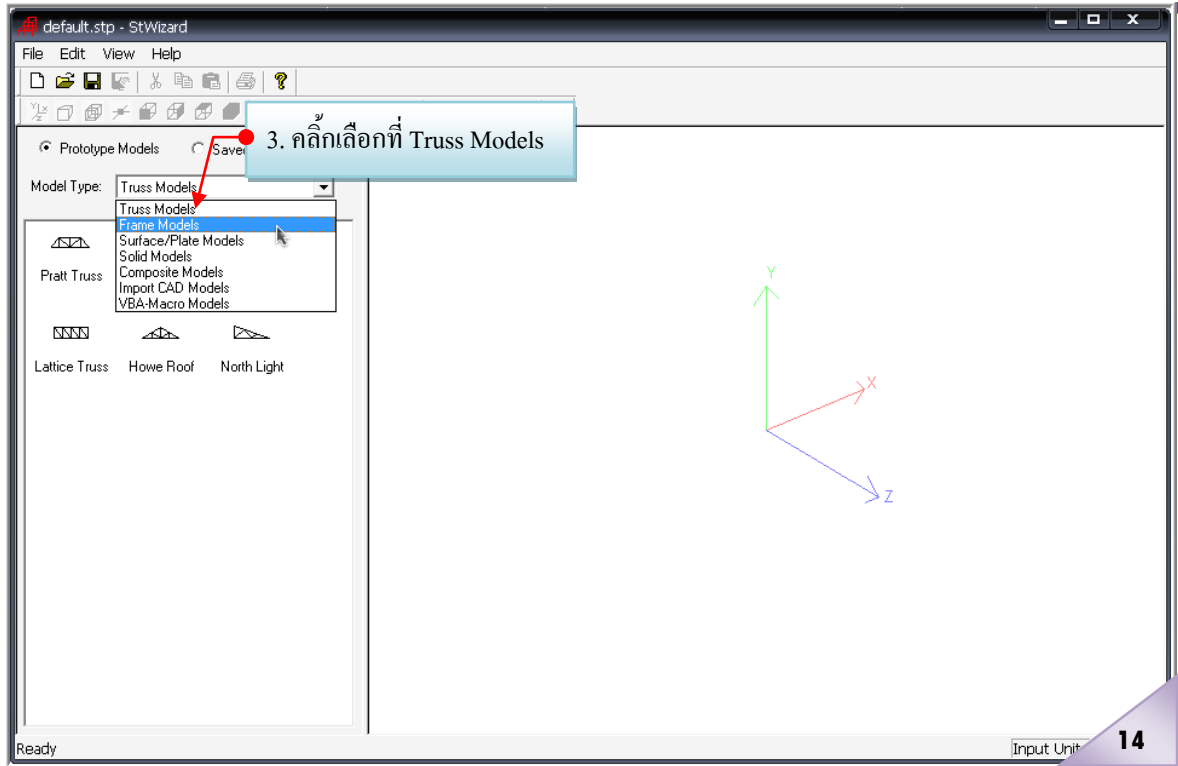 default.stp - StWizard
File Edit View Help
3. คลิ้กเลือกที่ Truss Models
Prototype Models
Model Type: Truss Models
Truss Models
Frame Models
Surface/Plate Models
Solid Models
Composite Models
Import CAD Models
VBA-Macro Models
Pratt Truss
Lattice Truss Howe Roof North Light
Y
X
Z
Ready
Input Unit
14